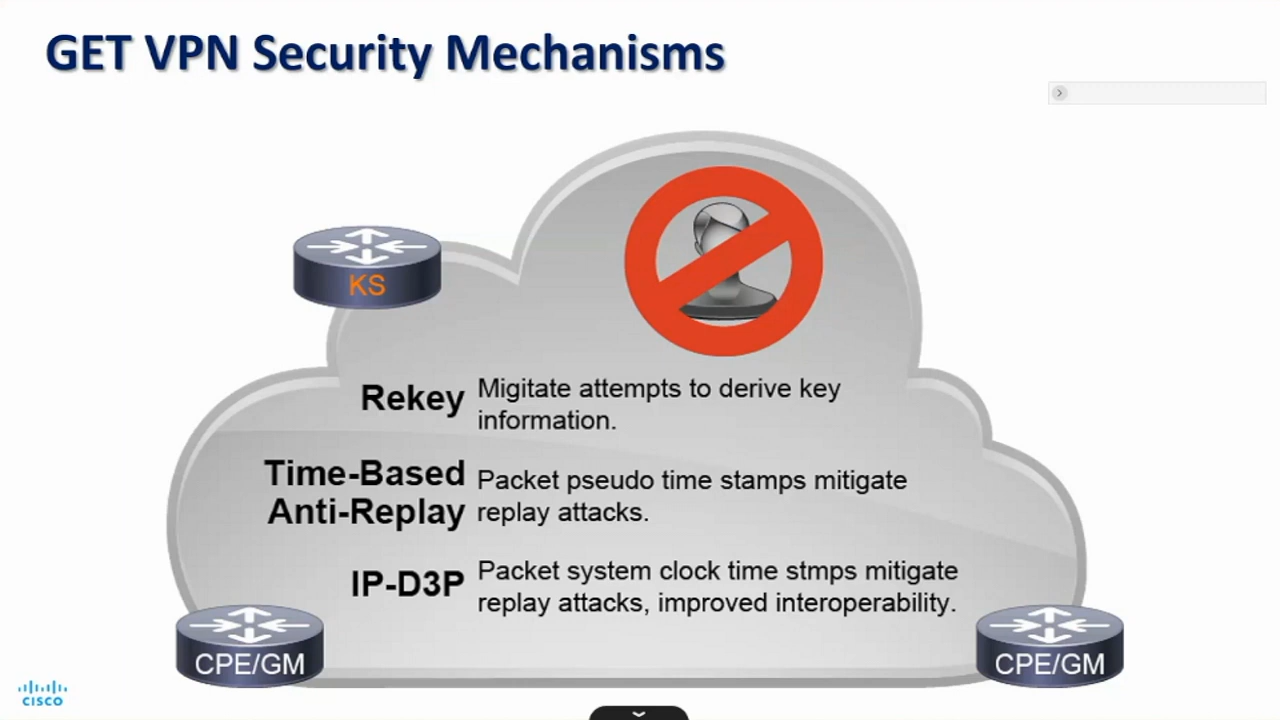 GET VPN Security Mechanisms
KS
Rekey
Migitate attempts to derive key
information.
Time-Based
Anti-Replay
Packet pseudo time stamps mitigate
replay attacks.
IP-D3P
Packet system clock time stmps mitigate
replay attacks, improved interoperability.
CPE/GM
CPE/GM
CISCO